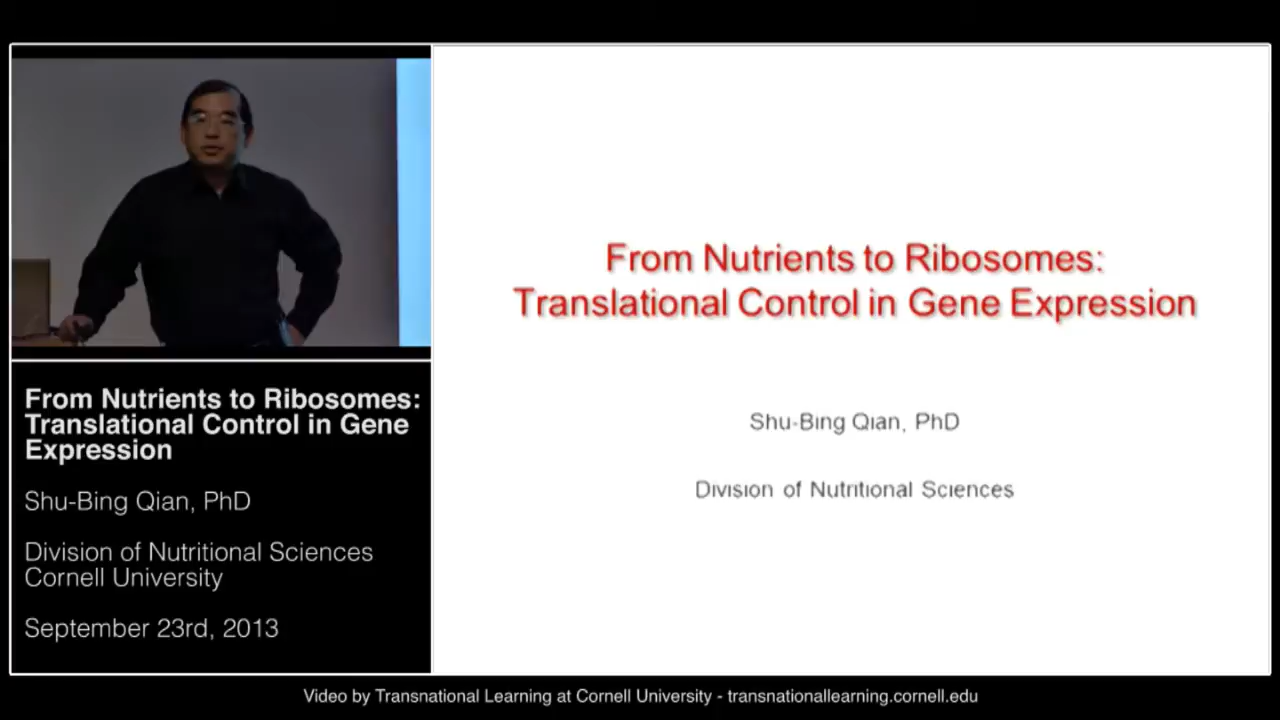 From Nutrients to Ribosomes:
Translational Control in Gene Expression
Shu-Bing Qian, PhD
Division of Nutritional Sciences
From Nutrients to Ribosomes:
Translational Control in Gene
Expression
Shu-Bing Qian, PhD
Division of Nutritional Sciences
Cornell University
September 23rd, 2013
Video by Transnational Learning at Cornell University - transnationallearning.cornell.edu